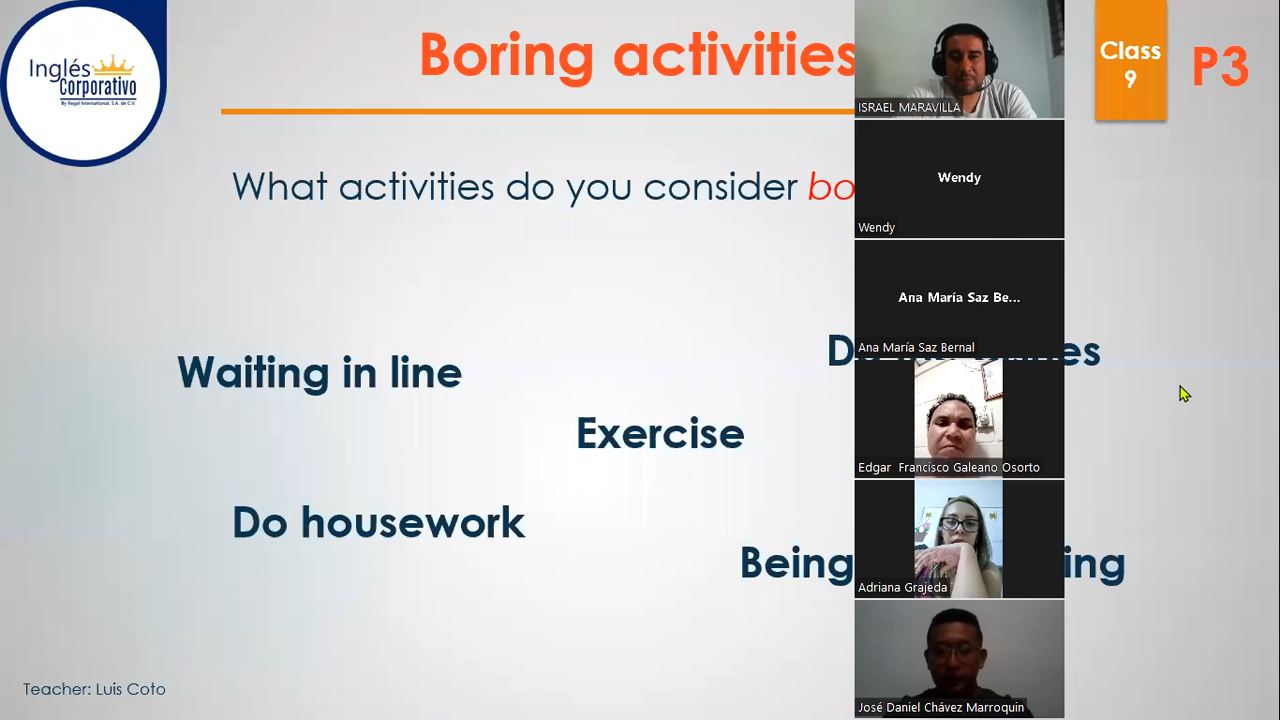 Inglés
Corporativo
By Regal International, S.A. de C.V.
Boring activities
Class
9
P3
What activities do you consider
Waiting in line
Exercise
Do housework
Being
Teacher: Luis Coto
ISRAEL MARAVILLA
Wendy
Wendy
Ana María Saz Be...
Ana María Saz Bernal
Edgar Francisco Galeano Osorto
Adriana Grajeda
José Daniel Chávez Marroquin